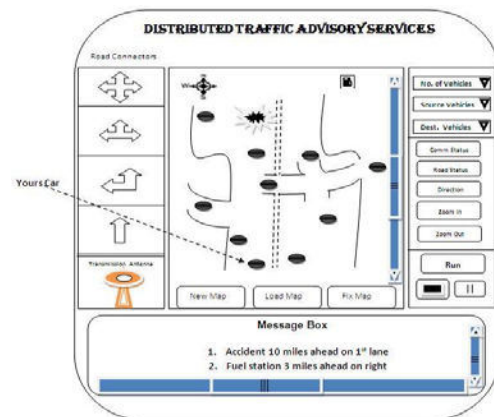 DISTRIBUTED TRAFFIC ADVISORY SERVICES
Road Connectors
No. of Vehicles
Source Vehicles
Dest. Vehicles
Comm Status
Road Status
Direction
Zoom In
Zoom Out
Yours Car
Transmission Antenna
Run
New Map
Load Map
Fix Map
Message Box
1. Accident 10 miles ahead on 1st lane
2. Fuel station 3 miles ahead on right